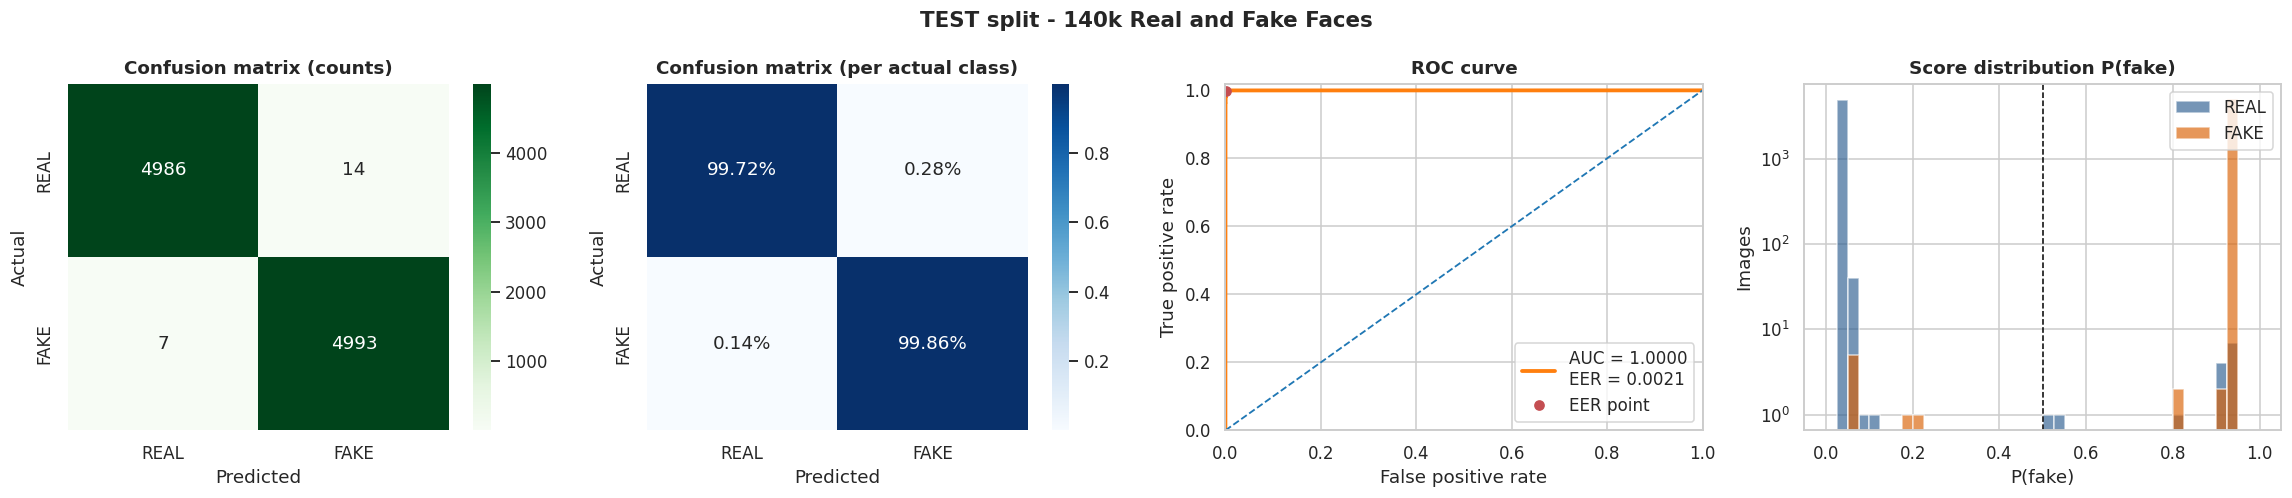 TEST split - 140k Real and Fake Faces
Confusion matrix (counts)
Actual
REAL
FAKE
4986
14
7
4993
REAL
FAKE
Predicted
4000
3000
2000
1000
Confusion matrix (per actual class)
Actual
REAL
FAKE
99.72%
0.28%
0.14%
99.86%
REAL
FAKE
Predicted
0.8
0.6
0.4
0.2
ROC curve
True positive rate
1.0
0.8
0.6
0.4
0.2
0.0
AUC = 1.0000
EER = 0.0021
EER point
0.0
0.2
0.4
0.6
0.8
1.0
False positive rate
Score distribution P(fake)
REAL
FAKE
Images
10³
10²
10¹
10⁰
0.0
0.2
0.4
0.6
0.8
1.0
P(fake)